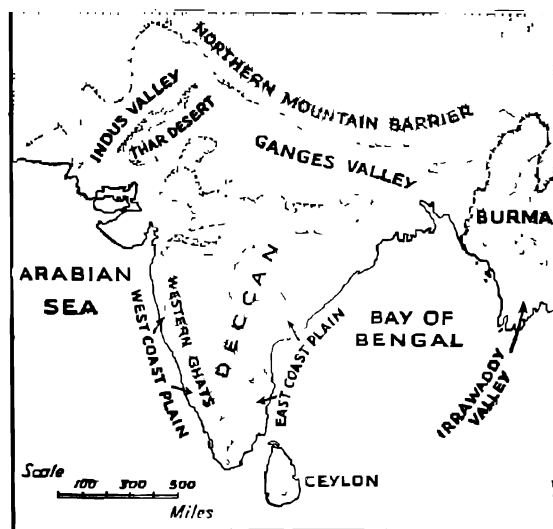 NORTHERN MOUNTAIN BARRIER
INDUS VALLEY
THAR DESERT
GANGES VALLEY
BURMA
ARABIAN
SEA
WEST COAST PLAIN
WESTERN GHATS
DECCAN
EAST COAST PLAIN
BAY OF
BENGAL
IRRAWADDY
VALLEY
CEYLON
Scale
100 300 500
Miles